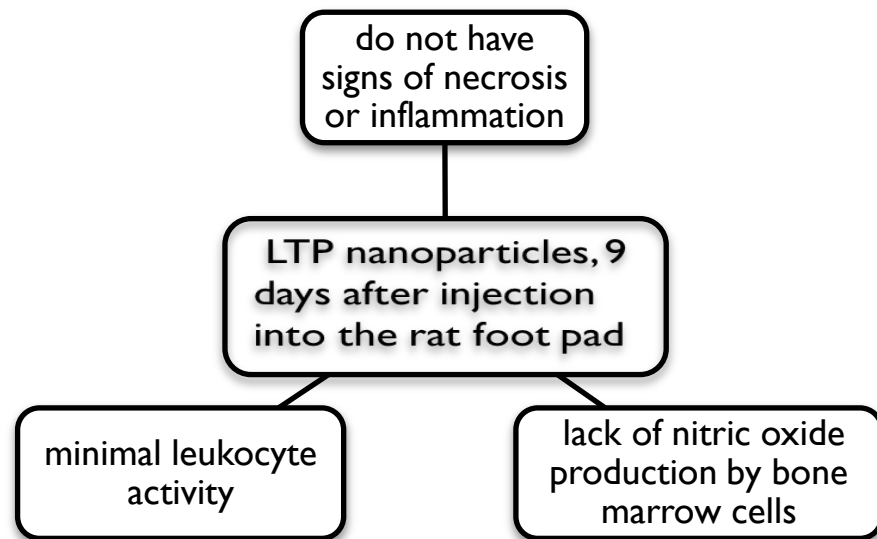 do not have
signs of necrosis
or inflammation
LTP nanoparticles, 9
days after injection
into the rat foot pad
minimal leukocyte
activity
lack of nitric oxide
production by bone
marrow cells